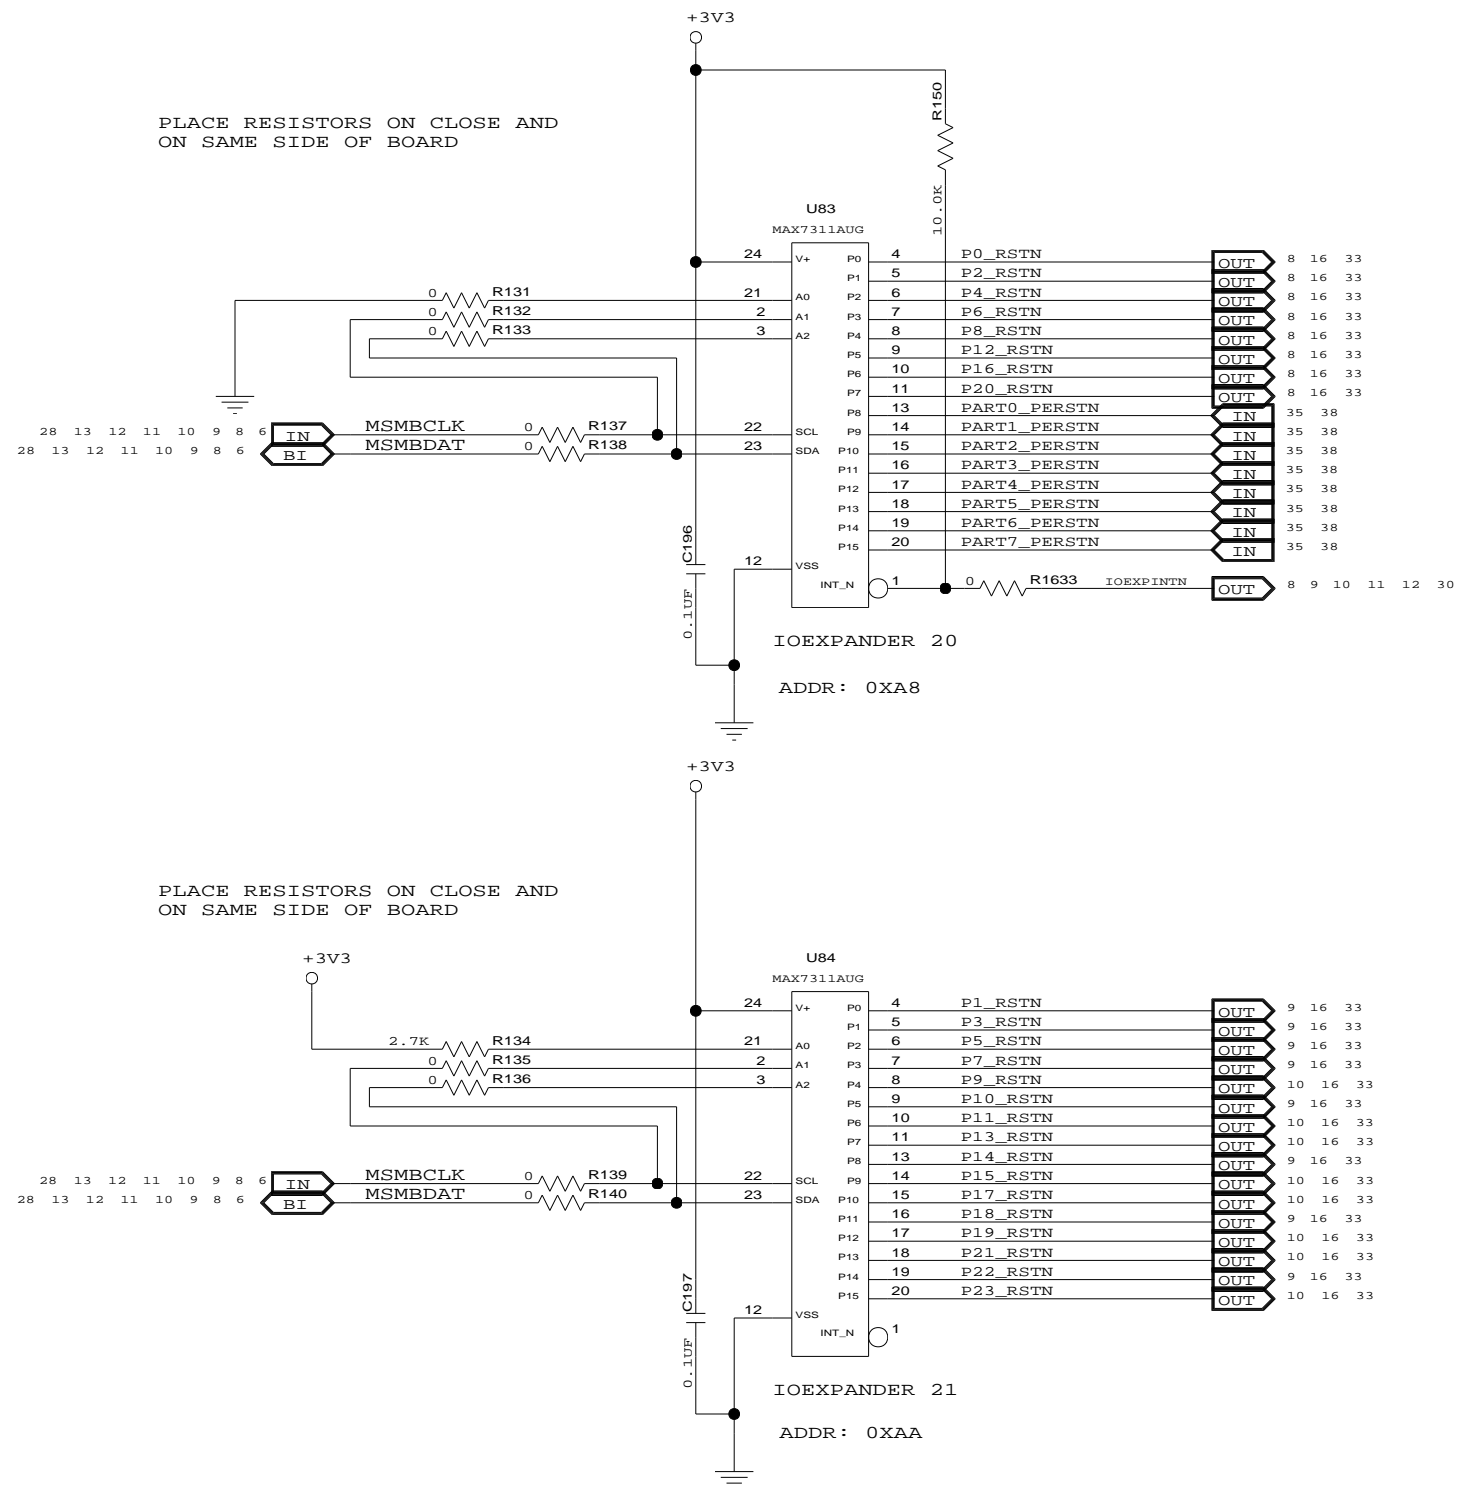 +3V3
PLACE RESISTORS ON CLOSE AND
ON SAME SIDE OF BOARD
R150
10.0K
U83
MAX7311AUG
24 V+ P0 4 P0_RSTN OUT 8 16 33
P1 5 P2_RSTN OUT 8 16 33
0 R131 21 A0 P2 6 P4_RSTN OUT 8 16 33
0 R132 2 A1 P3 7 P6_RSTN OUT 8 16 33
0 R133 3 A2 P4 8 P8_RSTN OUT 8 16 33
P5 9 P12_RSTN OUT 8 16 33
P6 10 P16_RSTN OUT 8 16 33
P7 11 P20_RSTN OUT 8 16 33
P8 13 PART0_PERSTN IN 35 38
28 13 12 11 10 9 8 6 IN MSMBCLK 0 R137 22 SCL P9 14 PART1_PERSTN IN 35 38
28 13 12 11 10 9 8 6 BI MSMBDAT 0 R138 23 SDA P10 15 PART2_PERSTN IN 35 38
P11 16 PART3_PERSTN IN 35 38
P12 17 PART4_PERSTN IN 35 38
P13 18 PART5_PERSTN IN 35 38
P14 19 PART6_PERSTN IN 35 38
P15 20 PART7_PERSTN IN 35 38
C196
0.1UF
12 VSS
INT_N 1 0 R1633 IOEXPINTN OUT 8 9 10 11 12 30
IOEXPANDER 20
ADDR: 0XA8
+3V3
PLACE RESISTORS ON CLOSE AND
ON SAME SIDE OF BOARD
+3V3
U84
MAX7311AUG
24 V+ P0 4 P1_RSTN OUT 9 16 33
P1 5 P3_RSTN OUT 9 16 33
2.7K R134 21 A0 P2 6 P5_RSTN OUT 9 16 33
0 R135 2 A1 P3 7 P7_RSTN OUT 9 16 33
0 R136 3 A2 P4 8 P9_RSTN OUT 10 16 33
P5 9 P10_RSTN OUT 9 16 33
P6 10 P11_RSTN OUT 10 16 33
P7 11 P13_RSTN OUT 10 16 33
P8 13 P14_RSTN OUT 9 16 33
28 13 12 11 10 9 8 6 IN MSMBCLK 0 R139 22 SCL P9 14 P15_RSTN OUT 10 16 33
28 13 12 11 10 9 8 6 BI MSMBDAT 0 R140 23 SDA P10 15 P17_RSTN OUT 10 16 33
P11 16 P18_RSTN OUT 9 16 33
P12 17 P19_RSTN OUT 10 16 33
P13 18 P21_RSTN OUT 10 16 33
P14 19 P22_RSTN OUT 9 16 33
P15 20 P23_RSTN OUT 10 16 33
C197
0.1UF
12 VSS
INT_N 1
IOEXPANDER 21
ADDR: 0XAA